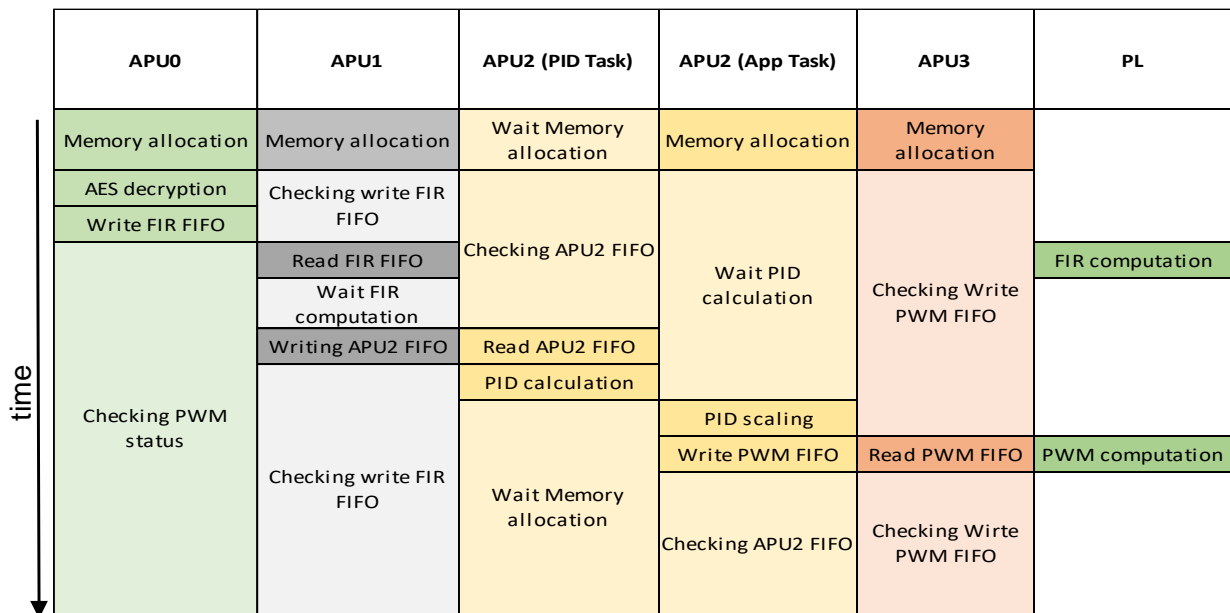 APU0
APU1
APU2 (PID Task)
APU2 (App Task)
APU3
PL
Memory allocation
Memory allocation
Wait Memory
allocation
Memory allocation
Memory
allocation
AES decryption
Checking write FIR
FIFO
Write FIR FIFO
Checking APU2 FIFO
Wait PID
calculation
Checking Write
PWM FIFO
Read FIR FIFO
FIR computation
Wait FIR
computation
Writing APU2 FIFO
Read APU2 FIFO
PID calculation
time
Checking PWM
status
PID scaling
Write PWM FIFO
Read PWM FIFO
PWM computation
Checking write FIR
FIFO
Wait Memory
allocation
Checking APU2 FIFO
Checking Wirte
PWM FIFO